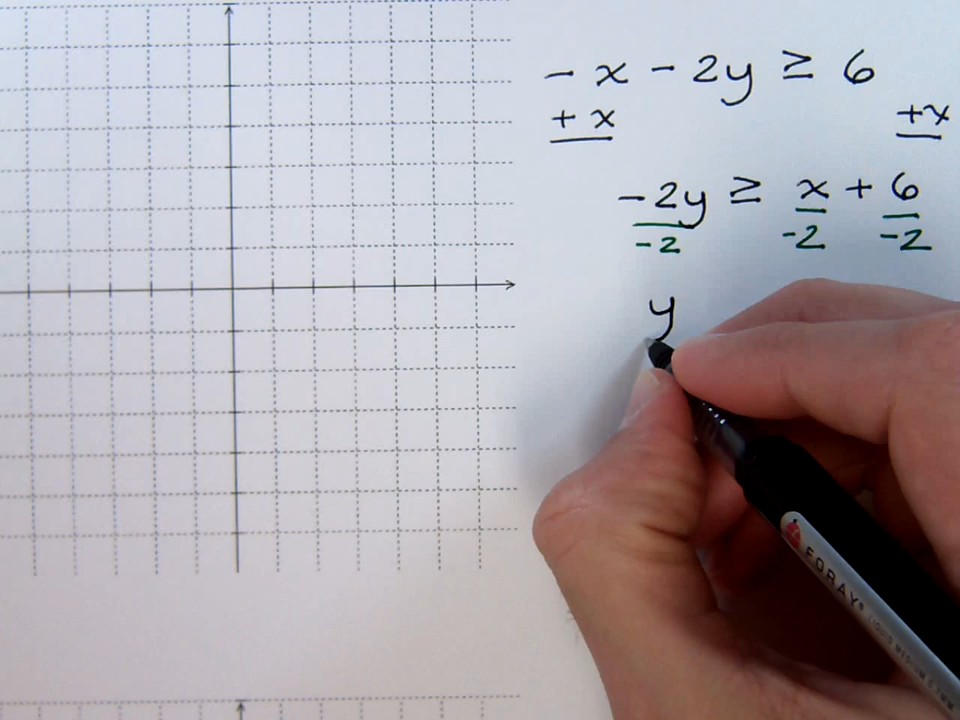 - x - 2y ≥ 6
+ x +x
-2y ≥ x + 6
-2 -2 -2
y
FORAY